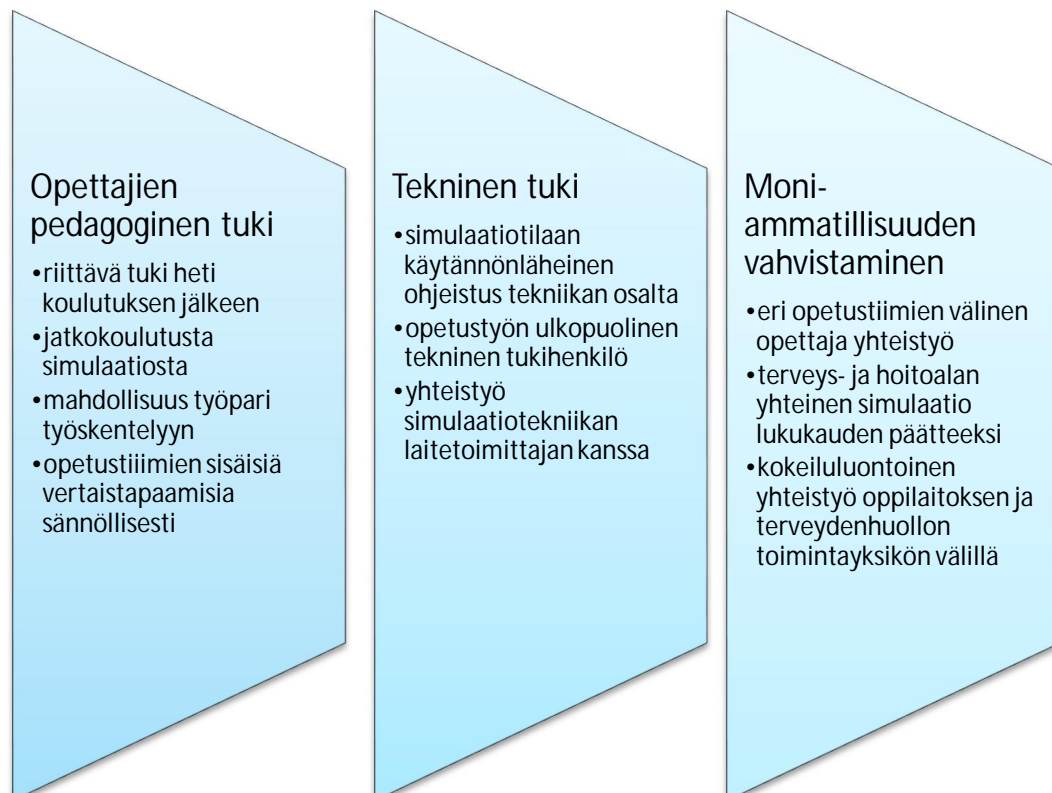 Opettajien
pedagoginen tuki
•riittävä tuki heti
koulutuksen jälkeen
•jatkokoulutusta
simulaatiosta
•mahdollisuus työpari
työskentelyyn
•opetustiiimien sisäisiä
vertaistapaamisia
sännöllisesti
Tekninen tuki
•simulaatiotilaan
käytännönläheinen
ohjeistus tekniikan osalta
•opetustyön ulkopuolinen
tekninen tukihenkilö
•yhteistyö
simulaatiotekniikan
laitetoimittajan kanssa
Moni-
ammatillisuuden
vahvistaminen
•eri opetustiimien välinen
opettaja yhteistyö
•terveys- ja hoitoalan
yhteinen simulaatio
lukukauden päätteeksi
•kokeiluluontoinen
yhteistyö oppilaitoksen ja
terveydenhuollon
toimintayksikön välillä